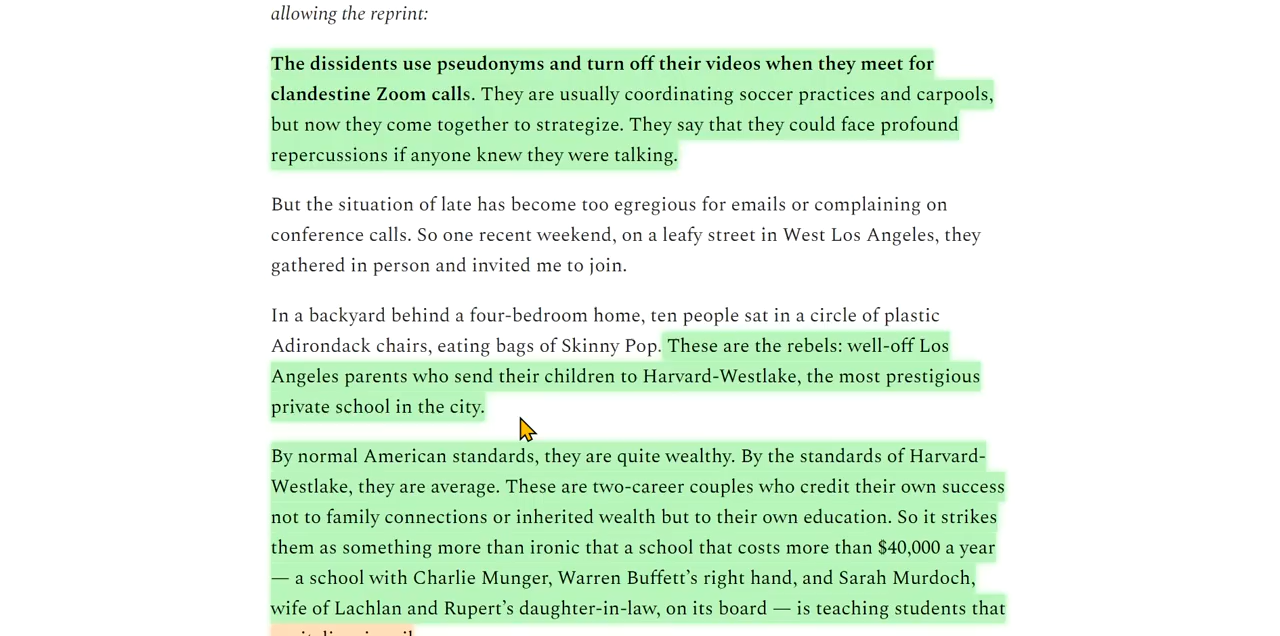 allowing the reprint:
The dissidents use pseudonyms and turn off their videos when they meet for
clandestine Zoom calls. They are usually coordinating soccer practices and carpools,
but now they come together to strategize. They say that they could face profound
repercussions if anyone knew they were talking.
But the situation of late has become too egregious for emails or complaining on
conference calls. So one recent weekend, on a leafy street in West Los Angeles, they
gathered in person and invited me to join.
In a backyard behind a four-bedroom home, ten people sat in a circle of plastic
Adirondack chairs, eating bags of Skinny Pop. These are the rebels: well-off Los
Angeles parents who send their children to Harvard-Westlake, the most prestigious
private school in the city.
By normal American standards, they are quite wealthy. By the standards of Harvard-
Westlake, they are average. These are two-career couples who credit their own success
not to family connections or inherited wealth but to their own education. So it strikes
them as something more than ironic that a school that costs more than $40,000 a year
— a school with Charlie Munger, Warren Buffett’s right hand, and Sarah Murdoch,
wife of Lachlan and Rupert’s daughter-in-law, on its board — is teaching students that